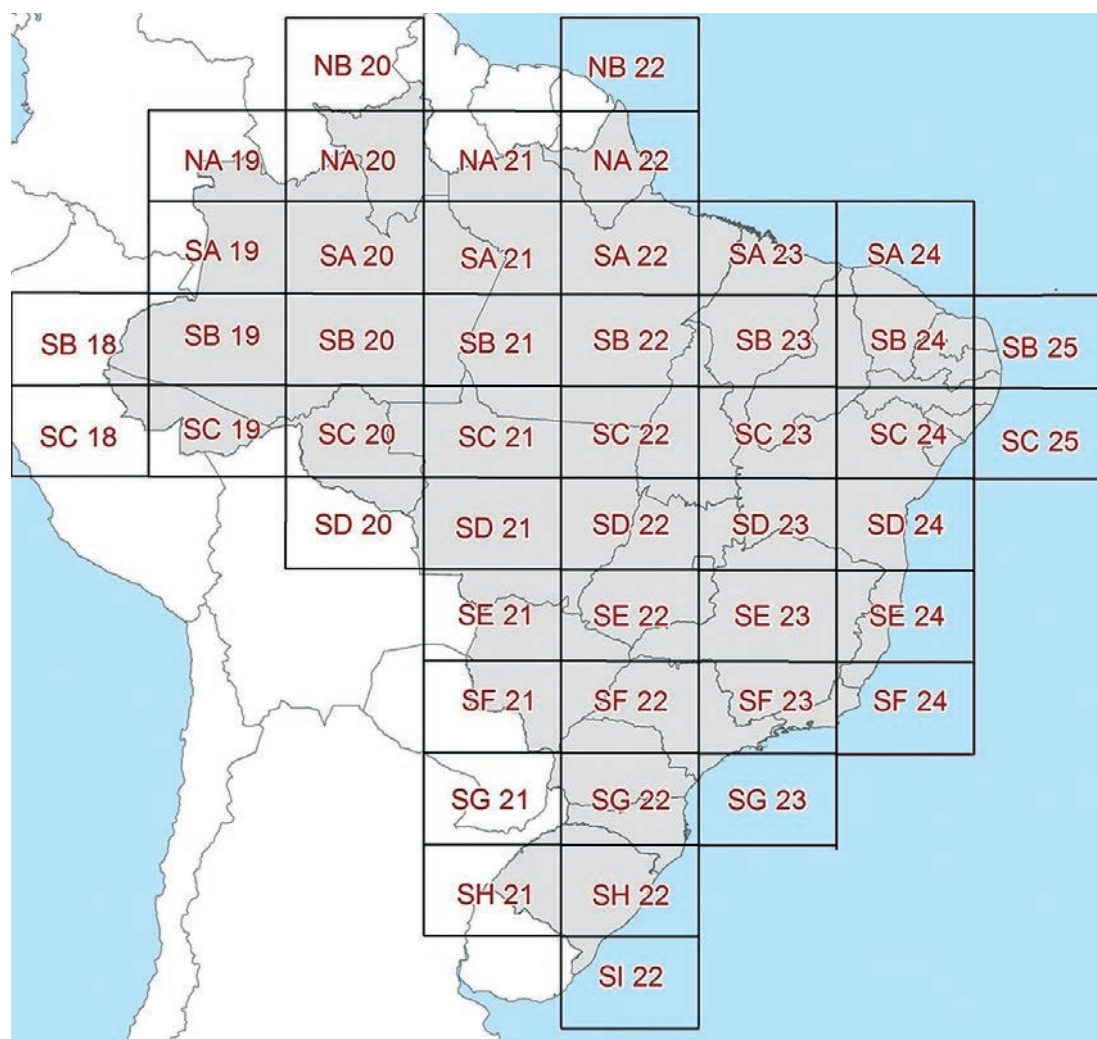 NB 20 NB 22
NA 19 NA 20 NA 21 NA 22
SA 19 SA 20 SA 21 SA 22 SA 23 SA 24
SB 18 SB 19 SB 20 SB 21 SB 22 SB 23 SB 24 SB 25
SC 18 SC 19 SC 20 SC 21 SC 22 SC 23 SC 24 SC 25
SD 20 SD 21 SD 22 SD 23 SD 24
SE 21 SE 22 SE 23 SE 24
SF 21 SF 22 SF 23 SF 24
SG 21 SG 22 SG 23
SH 21 SH 22
SI 22